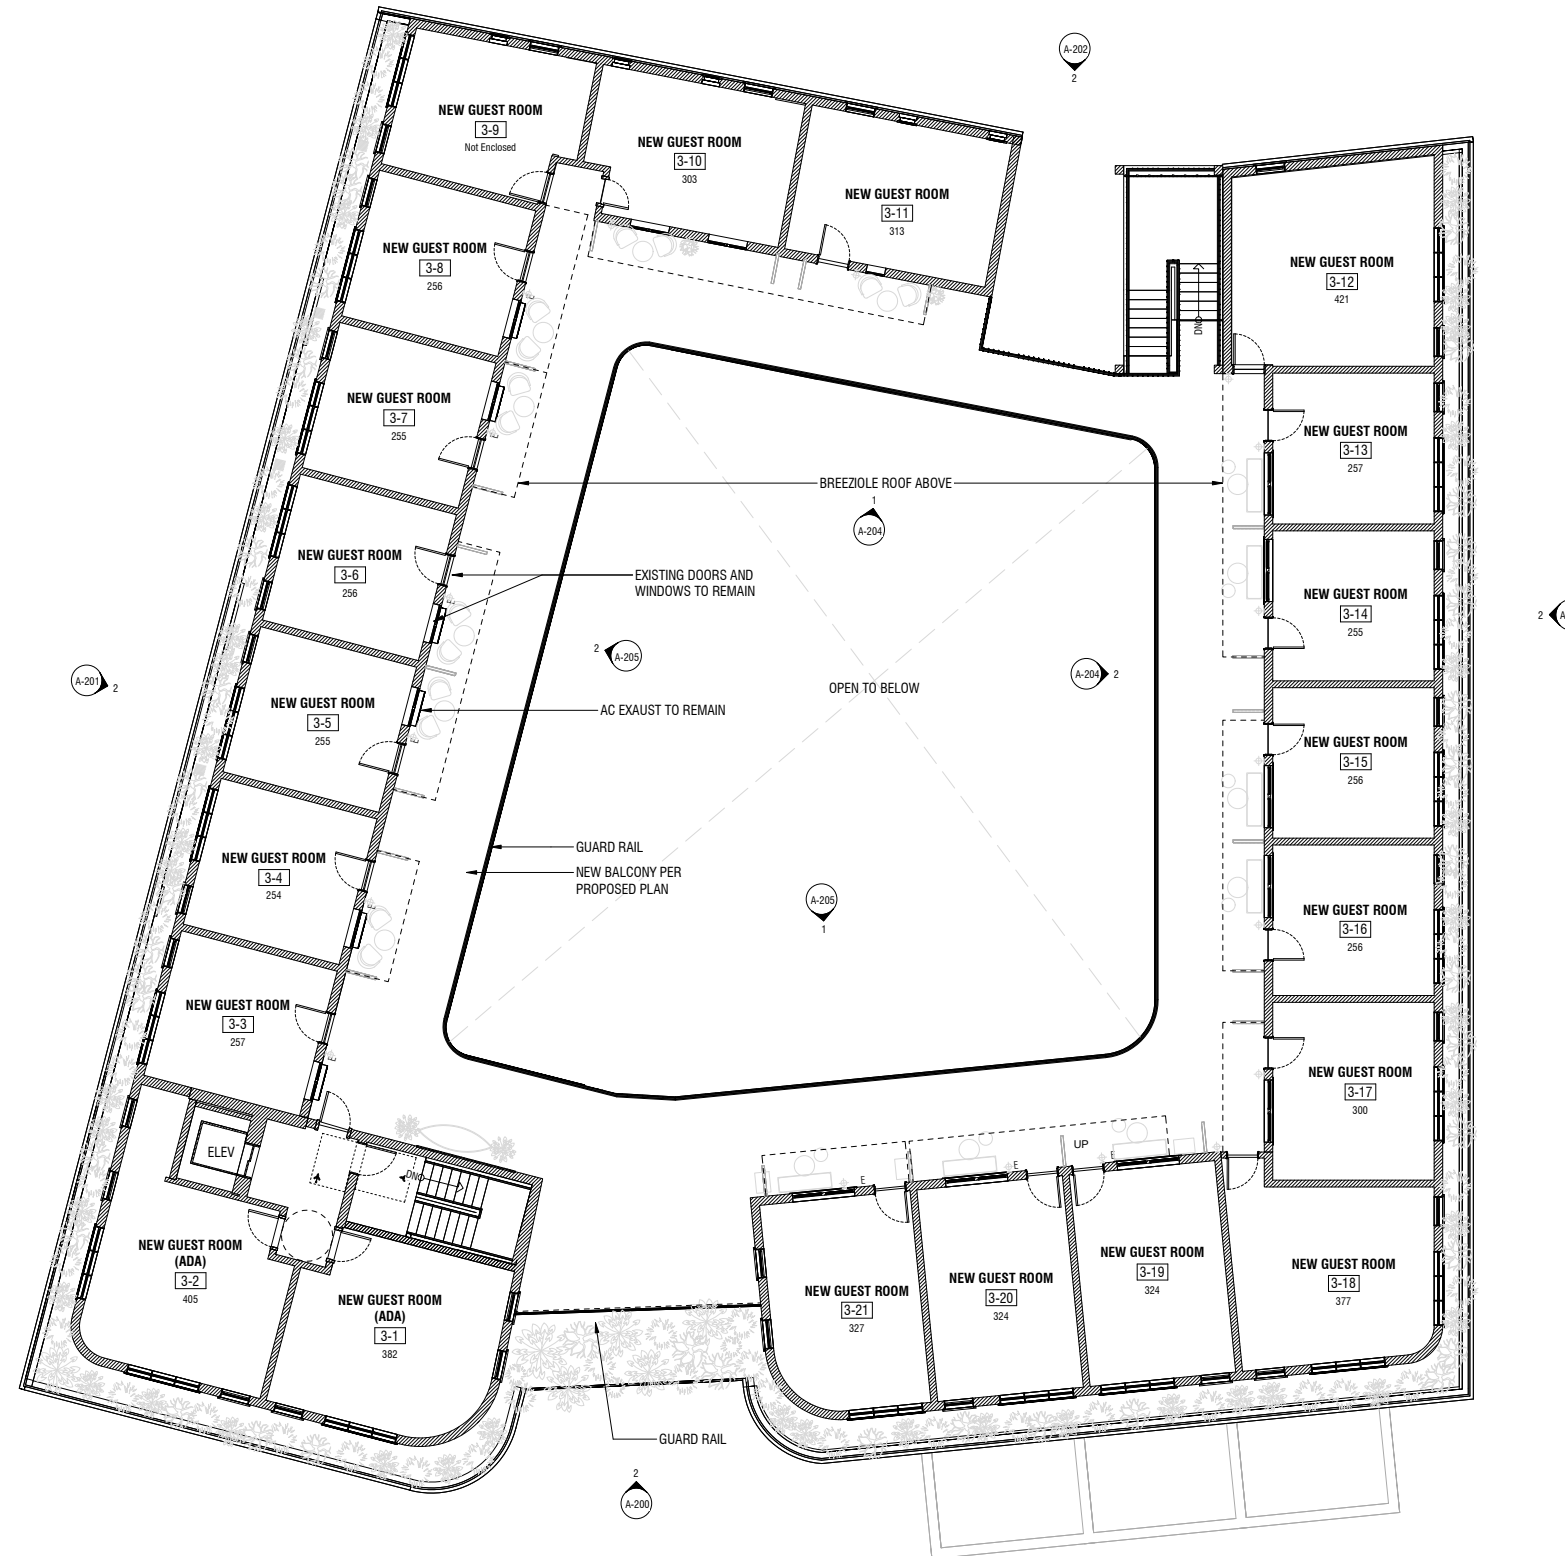 A-202
2
NEW GUEST ROOM
3-9
Not Enclosed
NEW GUEST ROOM
3-10
303
NEW GUEST ROOM
3-11
313
NEW GUEST ROOM
3-8
256
E
NEW GUEST ROOM
3-12
421
DN
NEW GUEST ROOM
3-7
255
E
NEW GUEST ROOM
3-13
257
BREEZIOLE ROOF ABOVE
1
A-204
NEW GUEST ROOM
3-6
256
E
EXISTING DOORS AND
WINDOWS TO REMAIN
NEW GUEST ROOM
3-14
255
2
2
A-205
A-201
2
A-204
2
OPEN TO BELOW
NEW GUEST ROOM
3-5
255
E
AC EXAUST TO REMAIN
NEW GUEST ROOM
3-15
256
GUARD RAIL
NEW BALCONY PER
PROPOSED PLAN
NEW GUEST ROOM
3-4
254
E
A-205
1
NEW GUEST ROOM
3-16
256
NEW GUEST ROOM
3-3
257
E
NEW GUEST ROOM
3-17
300
ELEV
DN
UP
E
E
E
NEW GUEST ROOM
(ADA)
3-2
405
NEW GUEST ROOM
(ADA)
3-1
382
NEW GUEST ROOM
3-21
327
NEW GUEST ROOM
3-20
324
NEW GUEST ROOM
3-19
324
NEW GUEST ROOM
3-18
377
GUARD RAIL
2
A-200